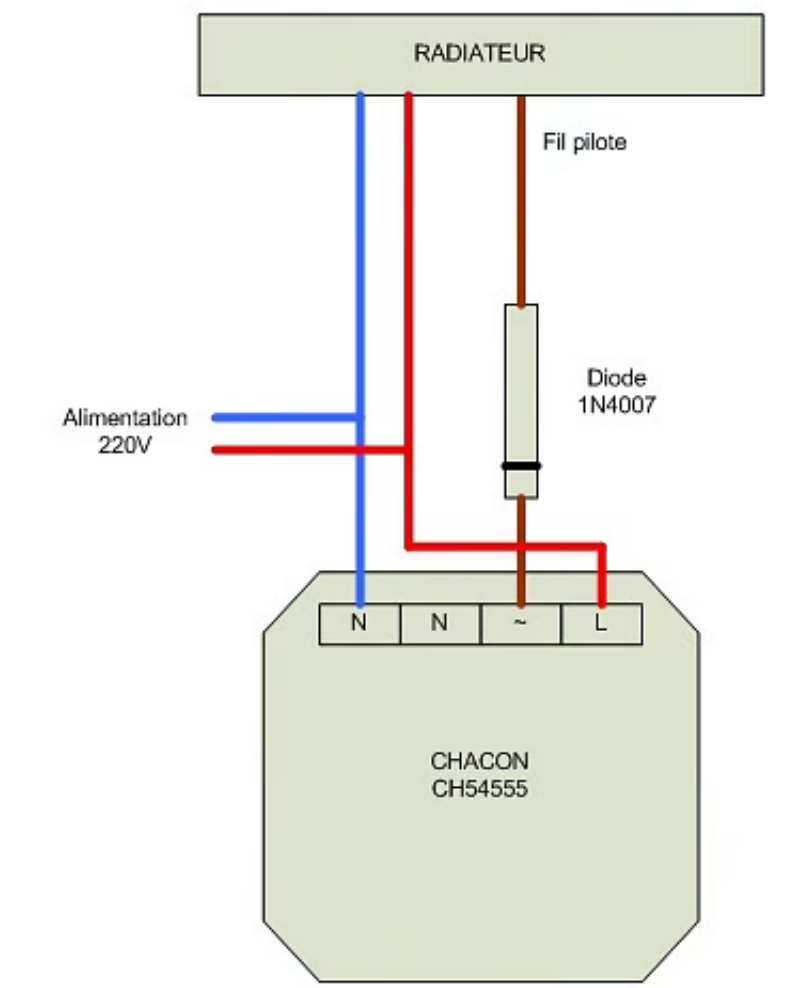 RADIATEUR
Fil pilote
Diode
1N4007
Alimentation
220V
N
N
~
L
CHACON
CH54555